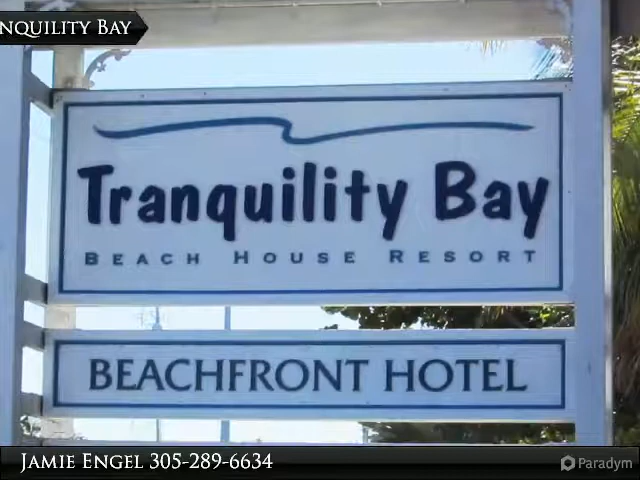 NQUILITY BAY
Tranquility Bay
BEACH HOUSE RESORT
BEACHFRONT HOTEL
JAMIE ENGEL 305-289-6634
Paradym